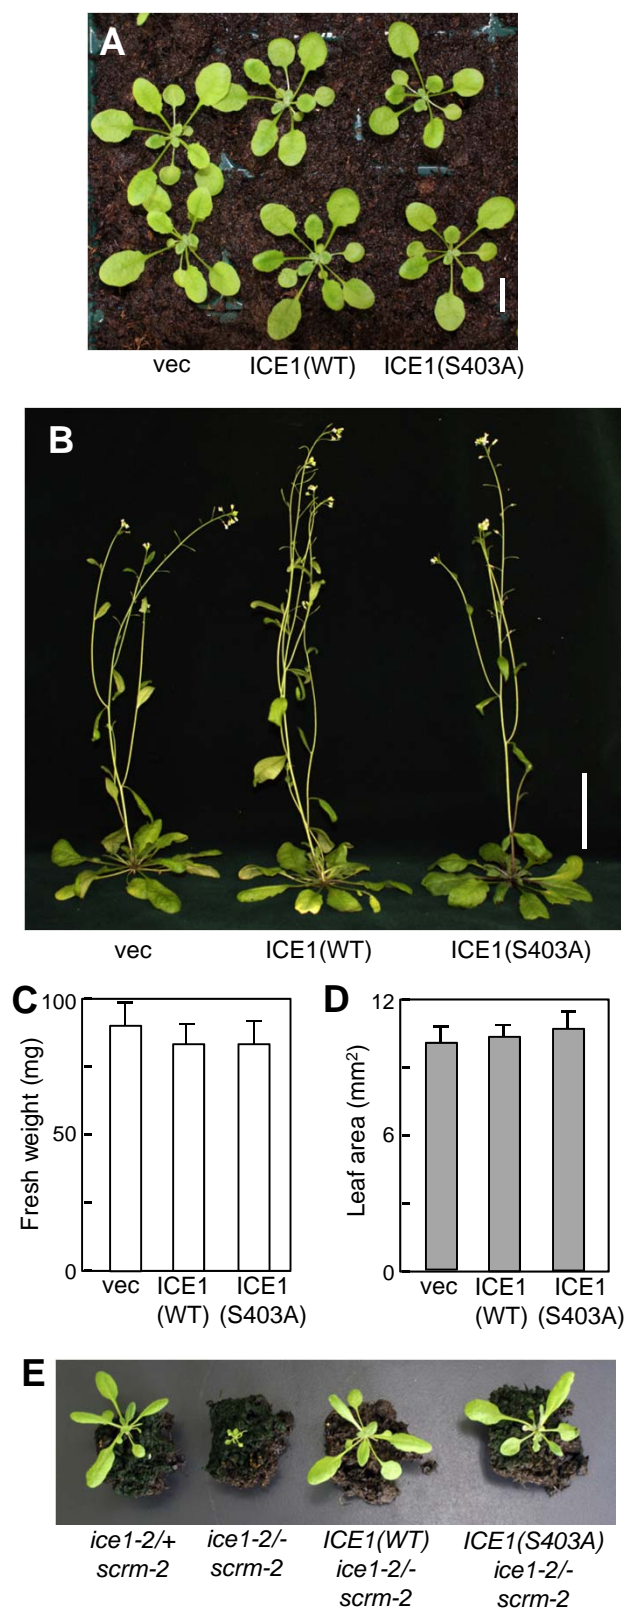 A
vec ICE1(WT) ICE1(S403A)
B
vec ICE1(WT) ICE1(S403A)
C
100
50
0
Fresh weight (mg)
vec ICE1 ICE1
(WT) (S403A)
D
12
6
0
Leaf area (mm²)
vec ICE1 ICE1
(WT) (S403A)
E
ice1-2/+ ice1-2/- ICE1(WT) ICE1(S403A)
scrm-2 scrm-2 ice1-2/- ice1-2/-
scrm-2 scrm-2